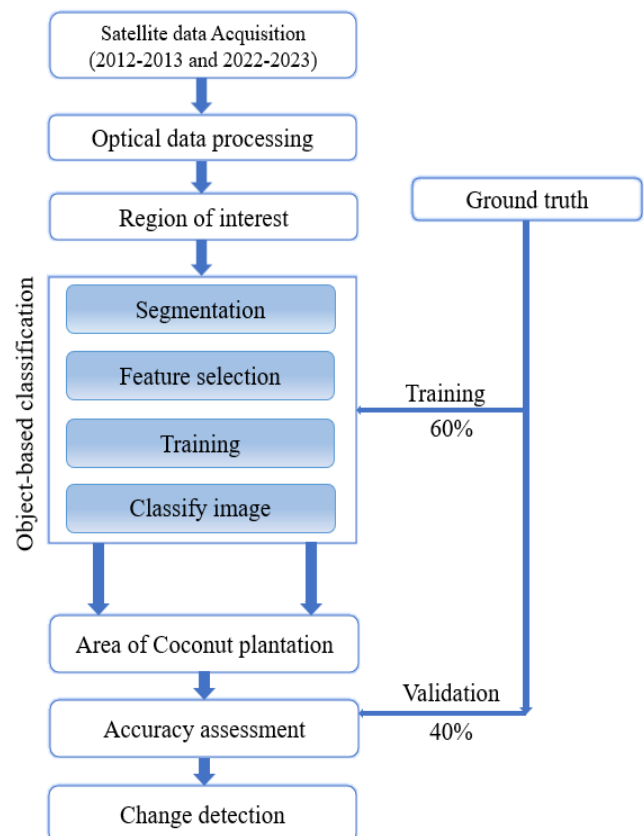 Satellite data Acquisition
(2012-2013 and 2022-2023)
Optical data processing
Region of interest
Ground truth
Object-based classification
Segmentation
Feature selection
Training
Classify image
Training
60%
Area of Coconut plantation
Validation
40%
Accuracy assessment
Change detection